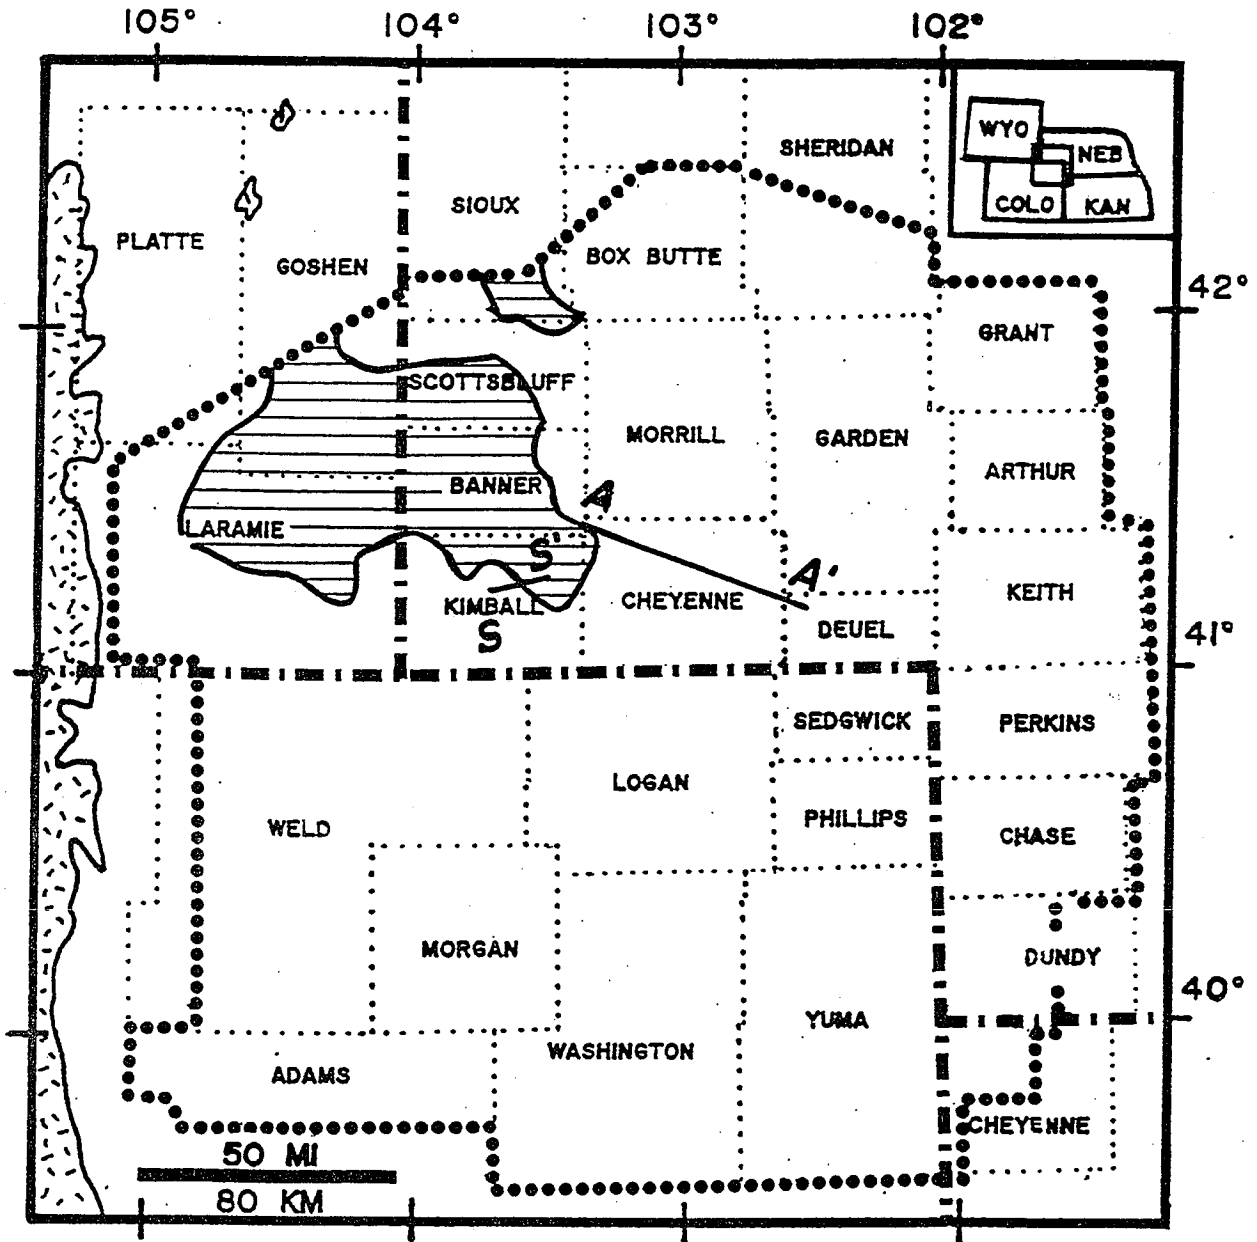 105° 104° 103° 102°
WYO
NEB
COLO KAN
SHERIDAN
SIOUX
PLATTE
GOSHEN
BOX BUTTE
42°
GRANT
SCOTTSBLUFF
MORRILL
GARDEN
ARTHUR
BANNER
A
LARAMIE
S'
A'
KIMBALL
CHEYENNE
KEITH
S
DEUEL
41°
SEDGWICK
PERKINS
LOGAN
WELD
PHILLIPS
CHASE
MORGAN
DUNDY
40°
YUMA
WASHINGTON
ADAMS
CHEYENNE
50 MI
80 KM